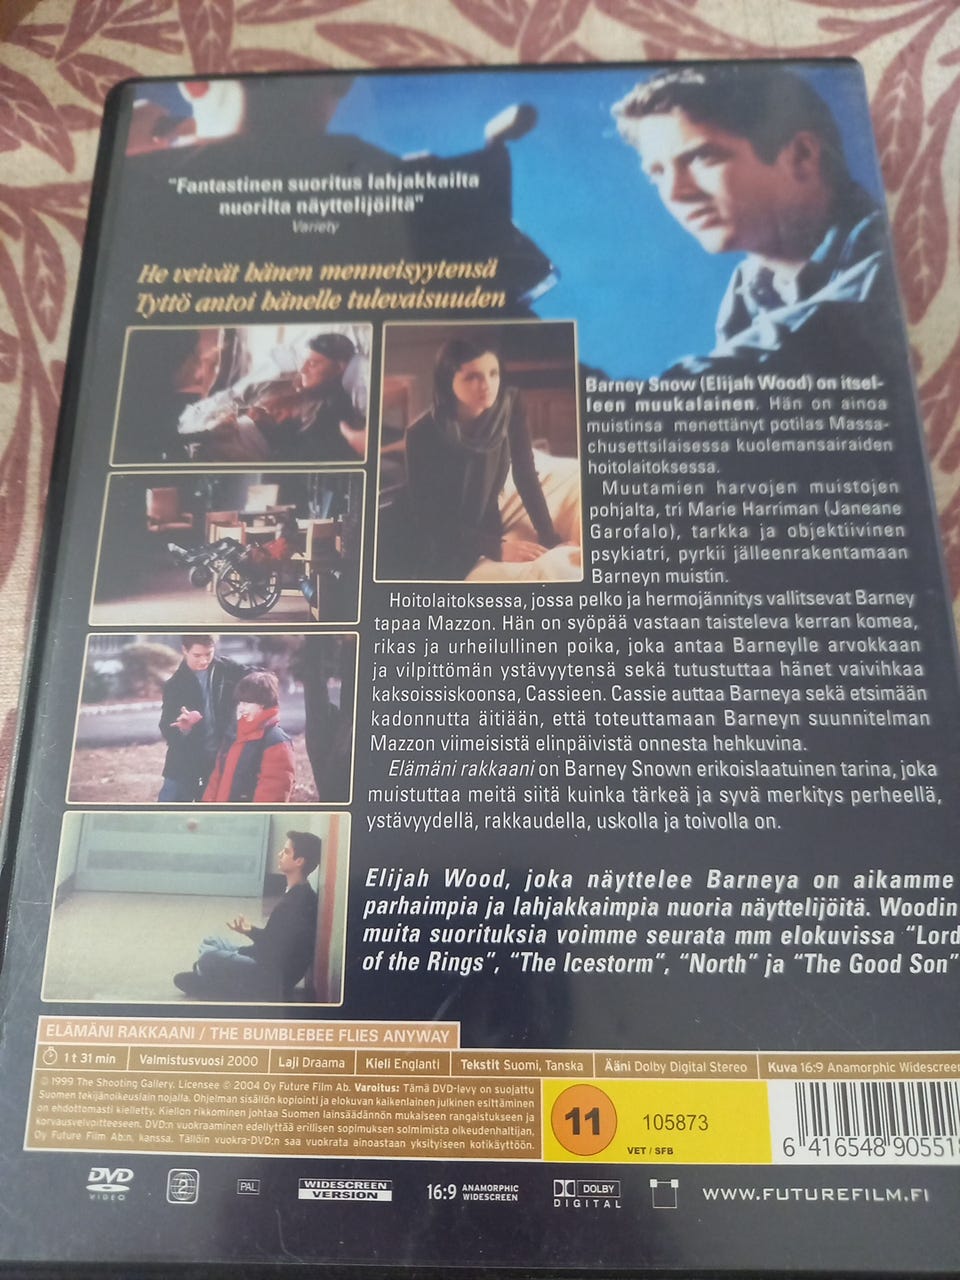 "Fantastinen suoritus lahjakkailta
nuorilta näyttelijöiltä"
Variety
He veivät hänen menneisyytensä
Tyttö antoi hänelle tulevaisuuden
Barney Snow (Elijah Wood) on itsel-
leen muukalainen. Hän on ainoa
muistinsa menettänyt potilas Massa-
chusettsilaisessa kuolemansairaiden
hoitolaitoksessa.
Muutamien harvojen muistojen
pohjalta, tri Marie Harriman (Janeane
Garofalo), tarkka ja objektiivinen
psykiatri, pyrkii jälleenrakentamaan
Barneyn muistin.
Hoitolaitoksessa, jossa pelko ja hermojännitys vallitsevat Barney
tapaa Mazzon. Hän on syöpää vastaan taisteleva kerran komea,
rikas ja urheilullinen poika, joka antaa Barneylle arvokkaan
ja vilpittömän ystävyytensä sekä tutustuttaa hänet vaivihkaa
kaksoissiskoonsa, Cassieen. Cassie auttaa Barneya sekä etsimään
kadonnutta äitiään, että toteuttamaan Barneyn suunnitelman
Mazzon viimeisistä elinpäivistä onnesta hehkuvina.
Elämäni rakkaani on Barney Snown erikoislaatuinen tarina, joka
muistuttaa meitä siitä kuinka tärkeä ja syvä merkitys perheellä,
ystävyydellä, rakkaudella, uskolla ja toivolla on.
Elijah Wood, joka näyttelee Barneya on aikamme
parhaimpia ja lahjakkaimpia nuoria näyttelijöitä. Woodin
muita suorituksia voimme seurata mm elokuvissa "Lord
of the Rings", "The Icestorm", "North" ja "The Good Son"
ELÄMÄNI RAKKAANI / THE BUMBLEBEE FLIES ANYWAY
1 t 31 min Valmistusvuosi 2000 Laji Draama Kieli Englanti Tekstit Suomi, Tanska Ääni Dolby Digital Stereo Kuva 16:9 Anamorphic Widescreen
© 1999 The Shooting Gallery. Licensee © 2004 Oy Future Film Ab. Varoitus: Tämä DVD-levy on suojattu
Suomen tekijänoikeuslain nojalla. Ohjelman sisällön kopiointi ja elokuvan kaikenlainen julkinen esittäminen
on ehdottomasti kielletty. Kiellon rikkominen johtaa Suomen lainsäädännön mukaiseen rangaistukseen ja
korvausvelvoitteeseen. DVD:n vuokraaminen edellyttää erillisen sopimuksen solmimista oikeudenhaltijan,
Oy Future Film Ab:n, kanssa. Tällöin vuokra-DVD:n saa vuokrata ainoastaan yksityiseen kotikäyttöön.
11
105873
VET / SFB
6 416548 905518
DVD
VIDEO
2
PAL
WIDESCREEN
VERSION
16:9 ANAMORPHIC
WIDESCREEN
DOLBY
DIGITAL
WWW.FUTUREFILM.FI